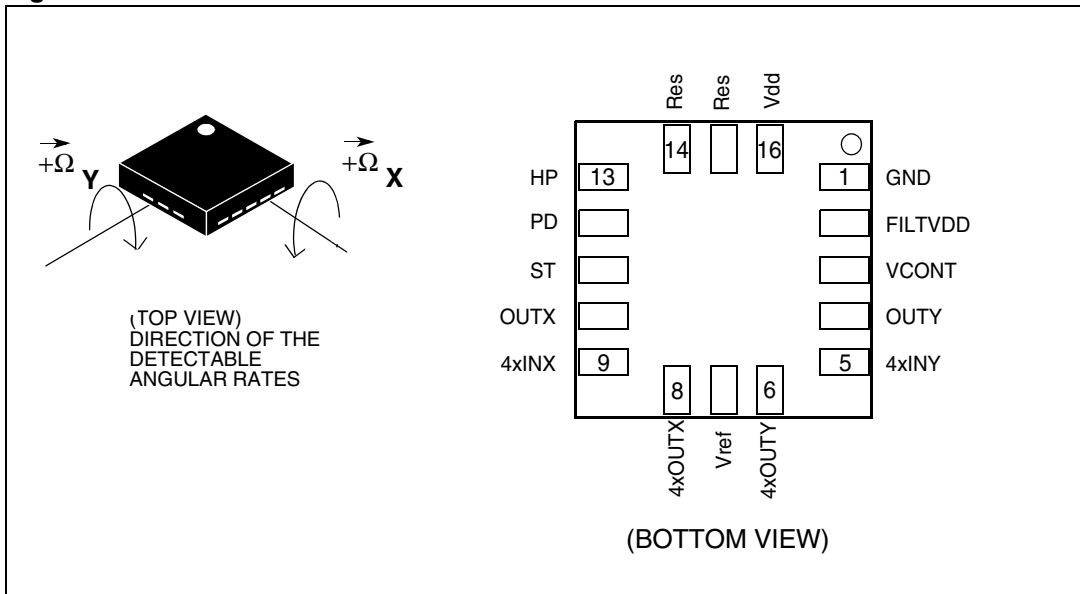 +Ω Y
+Ω X
(TOP VIEW)
DIRECTION OF THE
DETECTABLE
ANGULAR RATES
Res
Res
Vdd
14
16
HP
13
1
GND
PD
FILTVDD
ST
VCONT
OUTX
OUTY
4xINX
9
5
4xINY
8
6
4xOUTX
Vref
4xOUTY
(BOTTOM VIEW)